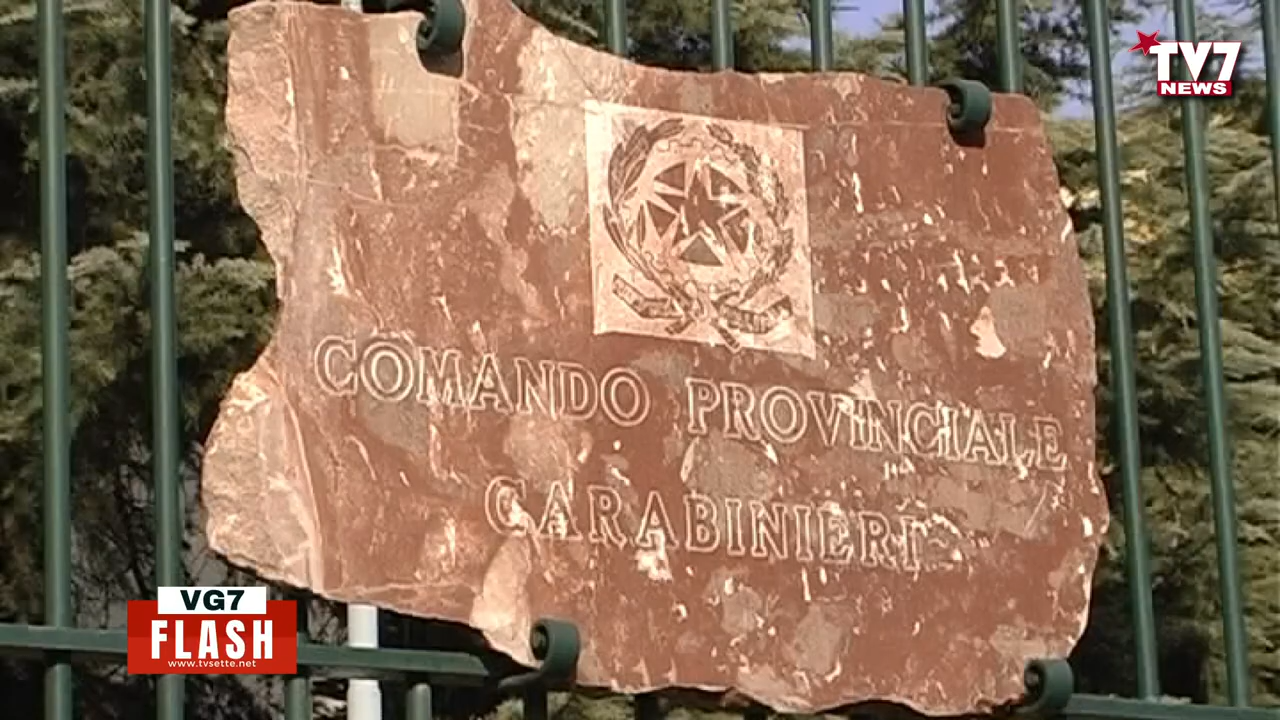 TV7
NEWS
COMANDO PROVINCIALE
CARABINIERI
VG7
FLASH
www.tvsette.net